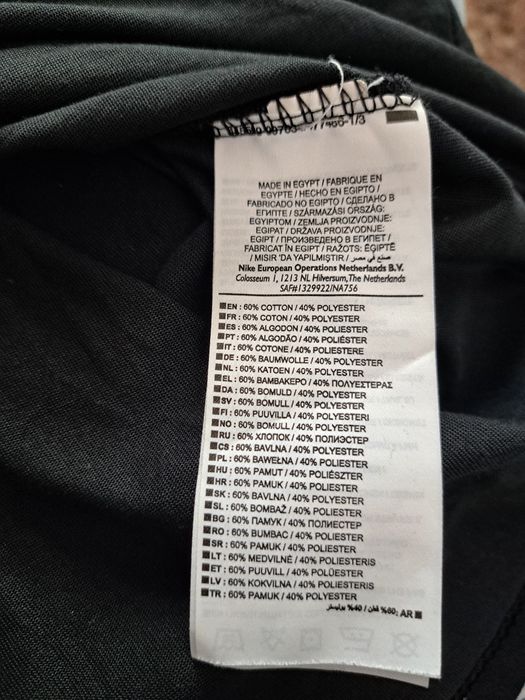 MADE IN EGYPT / FABRIQUE EN
EGYPTE / HECHO EN EGIPTO /
FABRICADO NO EGIPTO / СДЕЛАНО В
ЕГИПТЕ / SZÁRMAZÁSI ORSZÁG:
EGYIPTOM / ZEMLJA PROIZVODNJE:
EGIPAT / DRŽAVA PROIZVODNJE:
EGIPT / ПРОИЗВЕДЕНО В ЕГИПЕТ /
FABRICAT ÎN EGIPT / RAŽOTS: ĒĢIPTĒ
/ MISIR 'DA YAPILMIŞTIR / صنع في مصر
Nike European Operations Netherlands B.V.
Colosseum 1, 1213 NL Hilversum, The Netherlands
SAF#1329922/NA756
EN : 60% COTTON / 40% POLYESTER
FR : 60% COTON / 40% POLYESTER
ES : 60% ALGODON / 40% POLIESTER
PT : 60% ALGODÃO / 40% POLIÉSTER
IT : 60% COTONE / 40% POLIESTERE
DE : 60% BAUMWOLLE / 40% POLYESTER
NL : 60% KATOEN / 40% POLYESTER
EL : 60% ΒΑΜΒΑΚΕΡΟ / 40% ΠΟΛΥΕΣΤΕΡΑΣ
DA : 60% BOMULD / 40% POLYESTER
SV : 60% BOMULL / 40% POLYESTER
FI : 60% PUUVILLA / 40% POLYESTERI
NO : 60% BOMULL / 40% POLYESTER
RU : 60% ХЛОПОК / 40% ПОЛИЭСТЕР
CS : 60% BAVLNA / 40% POLYESTER
PL : 60% BAWEŁNA / 40% POLIESTER
HU : 60% PAMUT / 40% POLIÉSZTER
HR : 60% PAMUK / 40% POLIESTER
SK : 60% BAVLNA / 40% POLYESTER
SL : 60% BOMBAŽ / 40% POLIESTER
BG : 60% ПАМУК / 40% ПОЛИЕСТЕР
RO : 60% BUMBAC / 40% POLIESTER
SR : 60% PAMUK / 40% POLIESTER
LT : 60% MEDVILNĖ / 40% POLIESTERIS
ET : 60% PUUVILL / 40% POLÜESTER
LV : 60% KOKVILNA / 40% POLIESTERIS
TR : 60% PAMUK / 40% POLYESTER
AR :60% قطن / 40% بوليستر